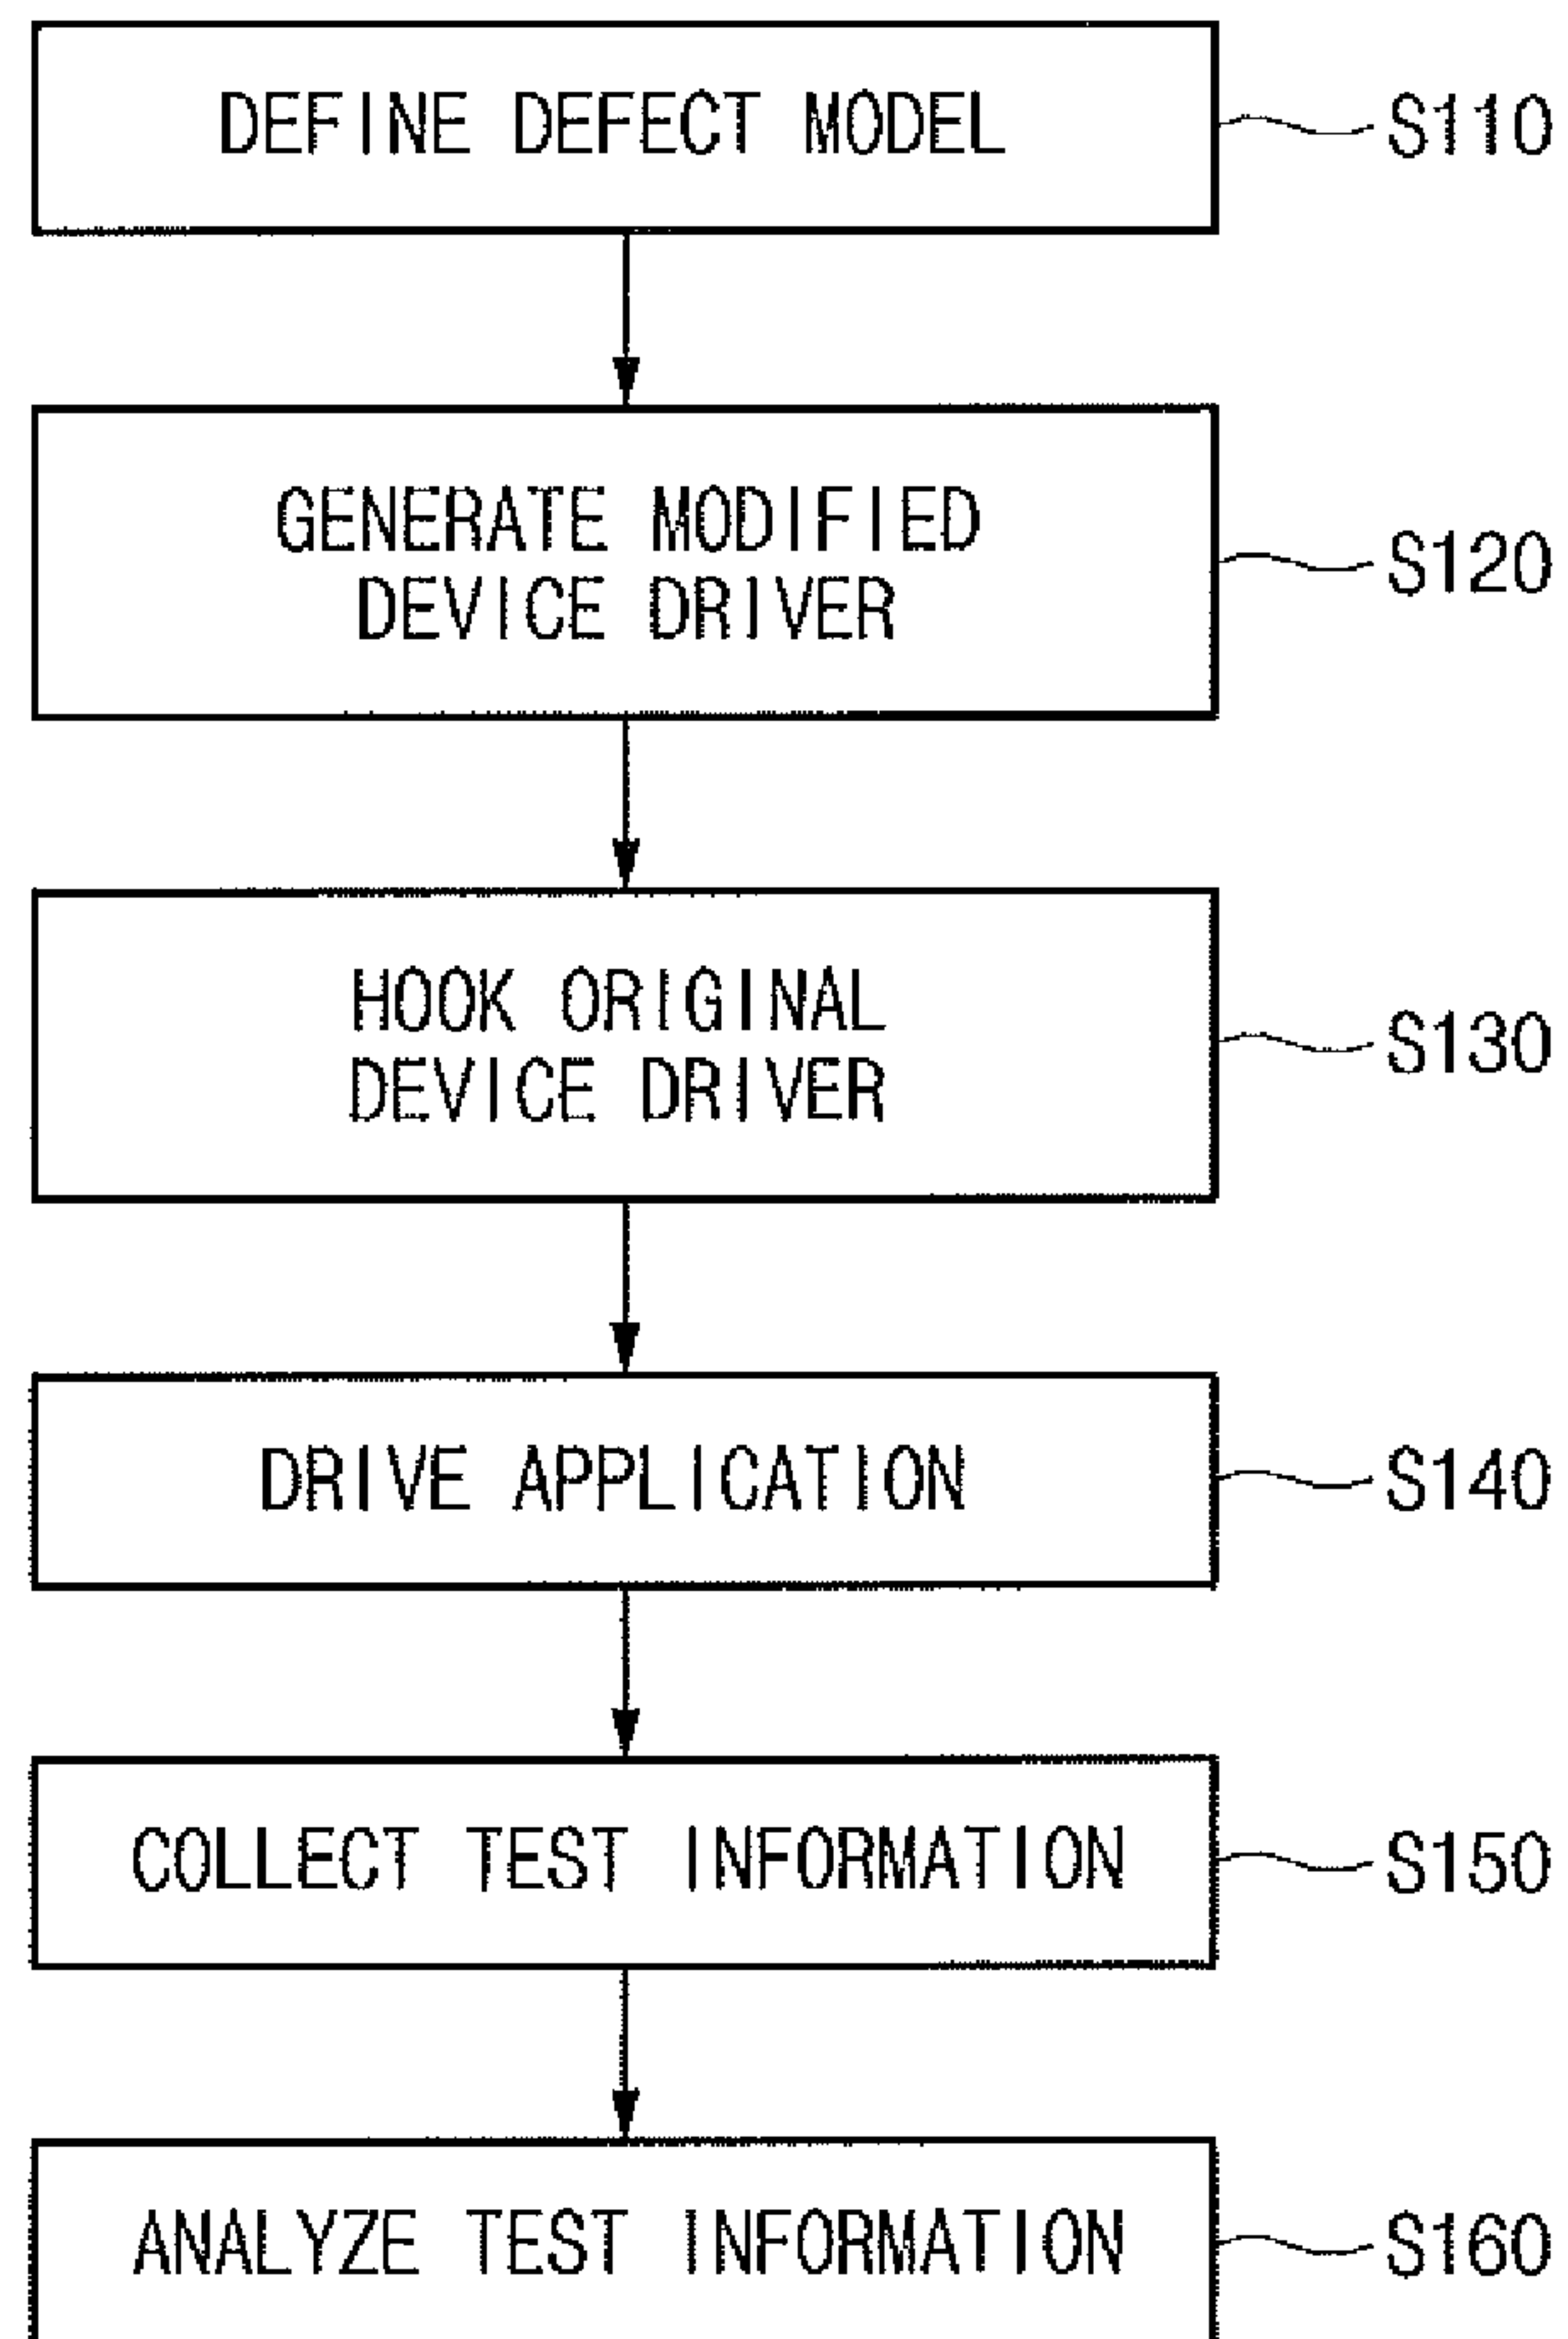 DEFINE DEFECT MODEL
S110
GENERATE MODIFIED
DEVICE DRIVER
S120
HOOK ORIGINAL
DEVICE DRIVER
S130
DRIVE APPLICATION
S140
COLLECT TEST INFORMATION
S150
ANALYZE TEST INFORMATION
S160